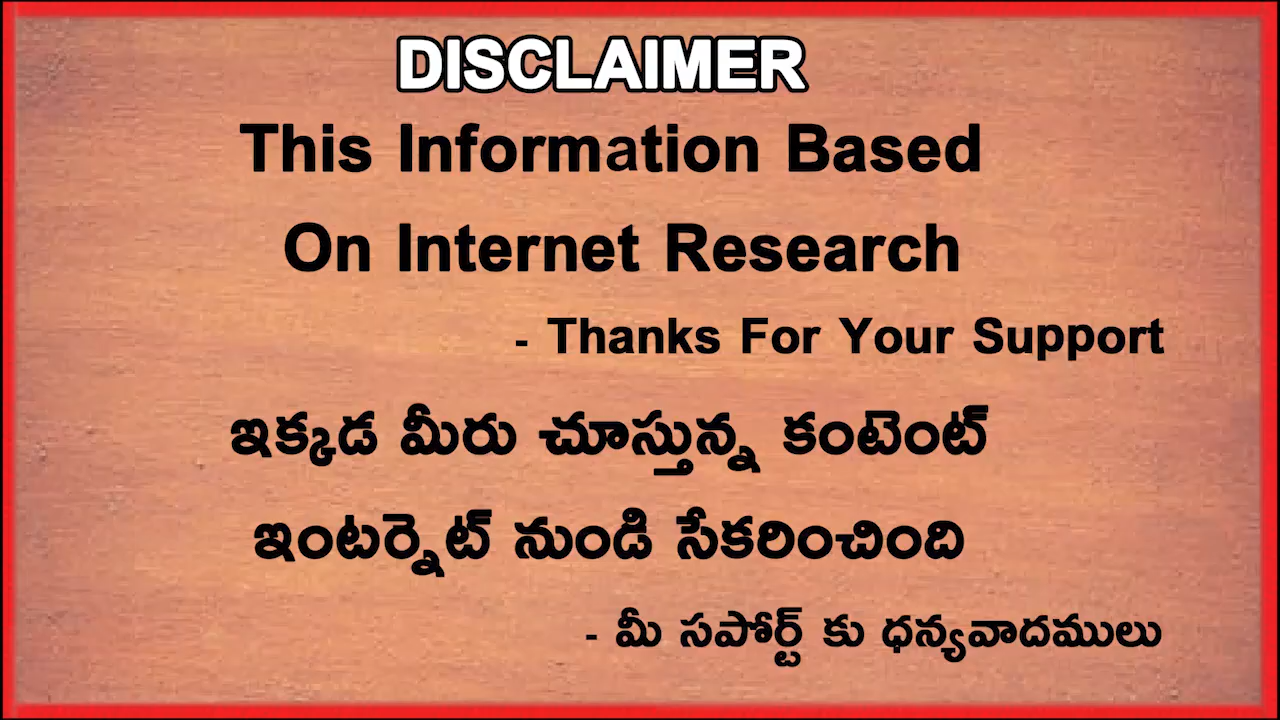 DISCLAIMER
This Information Based
On Internet Research
- Thanks For Your Support
ఇక్కడ మీరు చూస్తున్న కంటెంట్
ఇంటర్నెట్ నుండి సేకరించింది
- మీ సపోర్ట్ కు ధన్యవాదములు